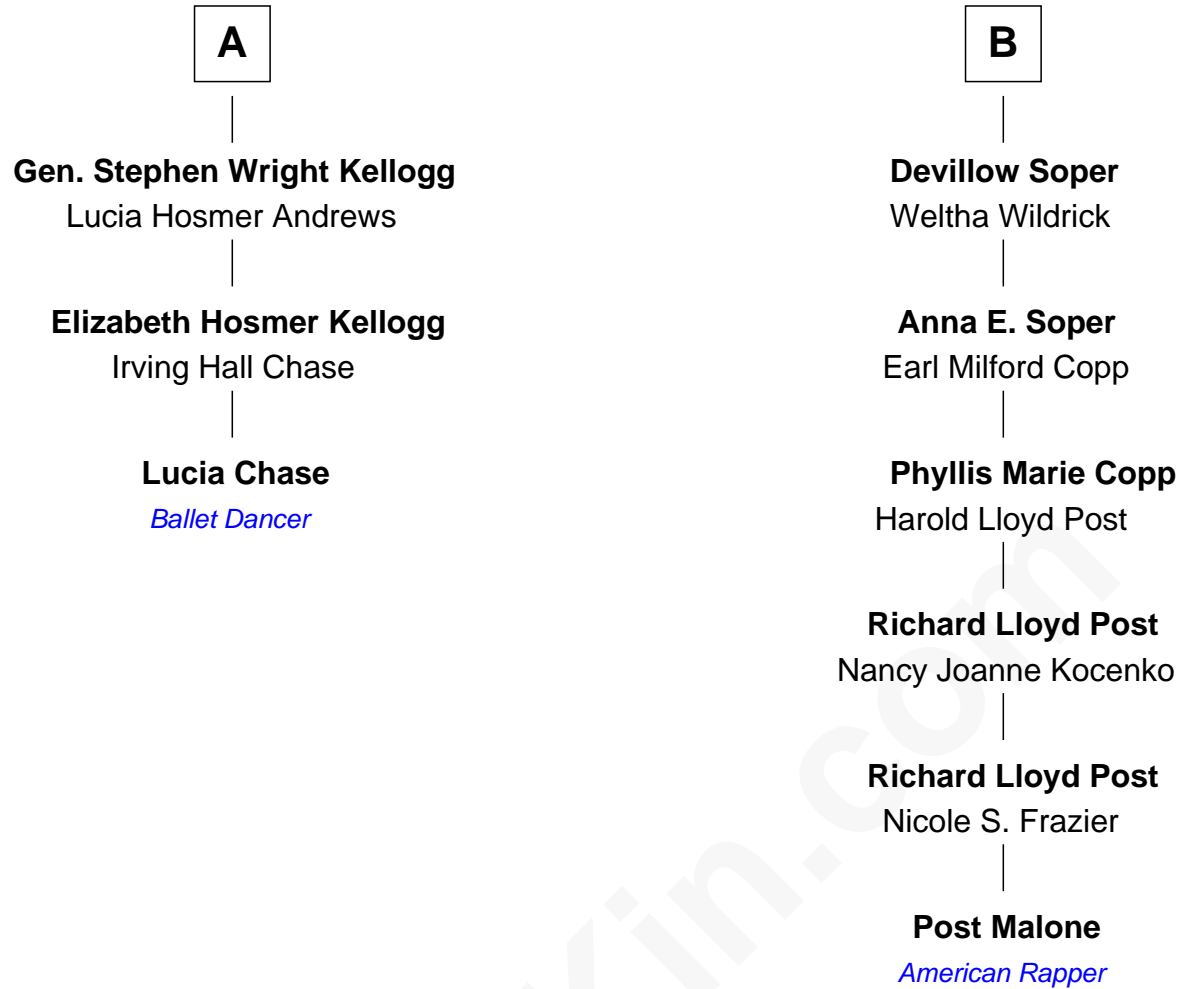 A
Gen. Stephen Wright Kellogg
Lucia Hosmer Andrews
Elizabeth Hosmer Kellogg
Irving Hall Chase
Lucia Chase
Ballet Dancer
B
Devillow Soper
Weltha Wildrick
Anna E. Soper
Earl Milford Copp
Phyllis Marie Copp
Harold Lloyd Post
Richard Lloyd Post
Nancy Joanne Kocenko
Richard Lloyd Post
Nicole S. Frazier
Post Malone
American Rapper
Kin.com